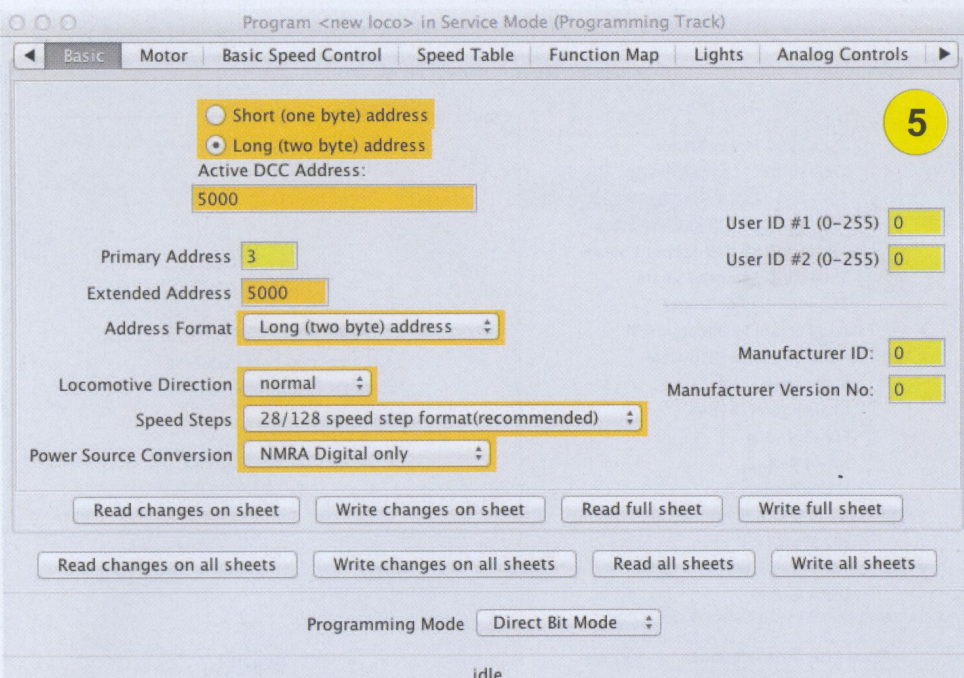 Program <new loco> in Service Mode (Programming Track)
Basic Motor Basic Speed Control Speed Table Function Map Lights Analog Controls
Short (one byte) address
5
Long (two byte) address
Active DCC Address:
5000
User ID #1 (0-255) 0
Primary Address 3
User ID #2 (0-255) 0
Extended Address 5000
Address Format Long (two byte) address
Manufacturer ID: 0
Locomotive Direction normal
Manufacturer Version No: 0
Speed Steps 28/128 speed step format(recommended)
Power Source Conversion NMRA Digital only
Read changes on sheet Write changes on sheet Read full sheet Write full sheet
Read changes on all sheets Write changes on all sheets Read all sheets Write all sheets
Programming Mode Direct Bit Mode
idle